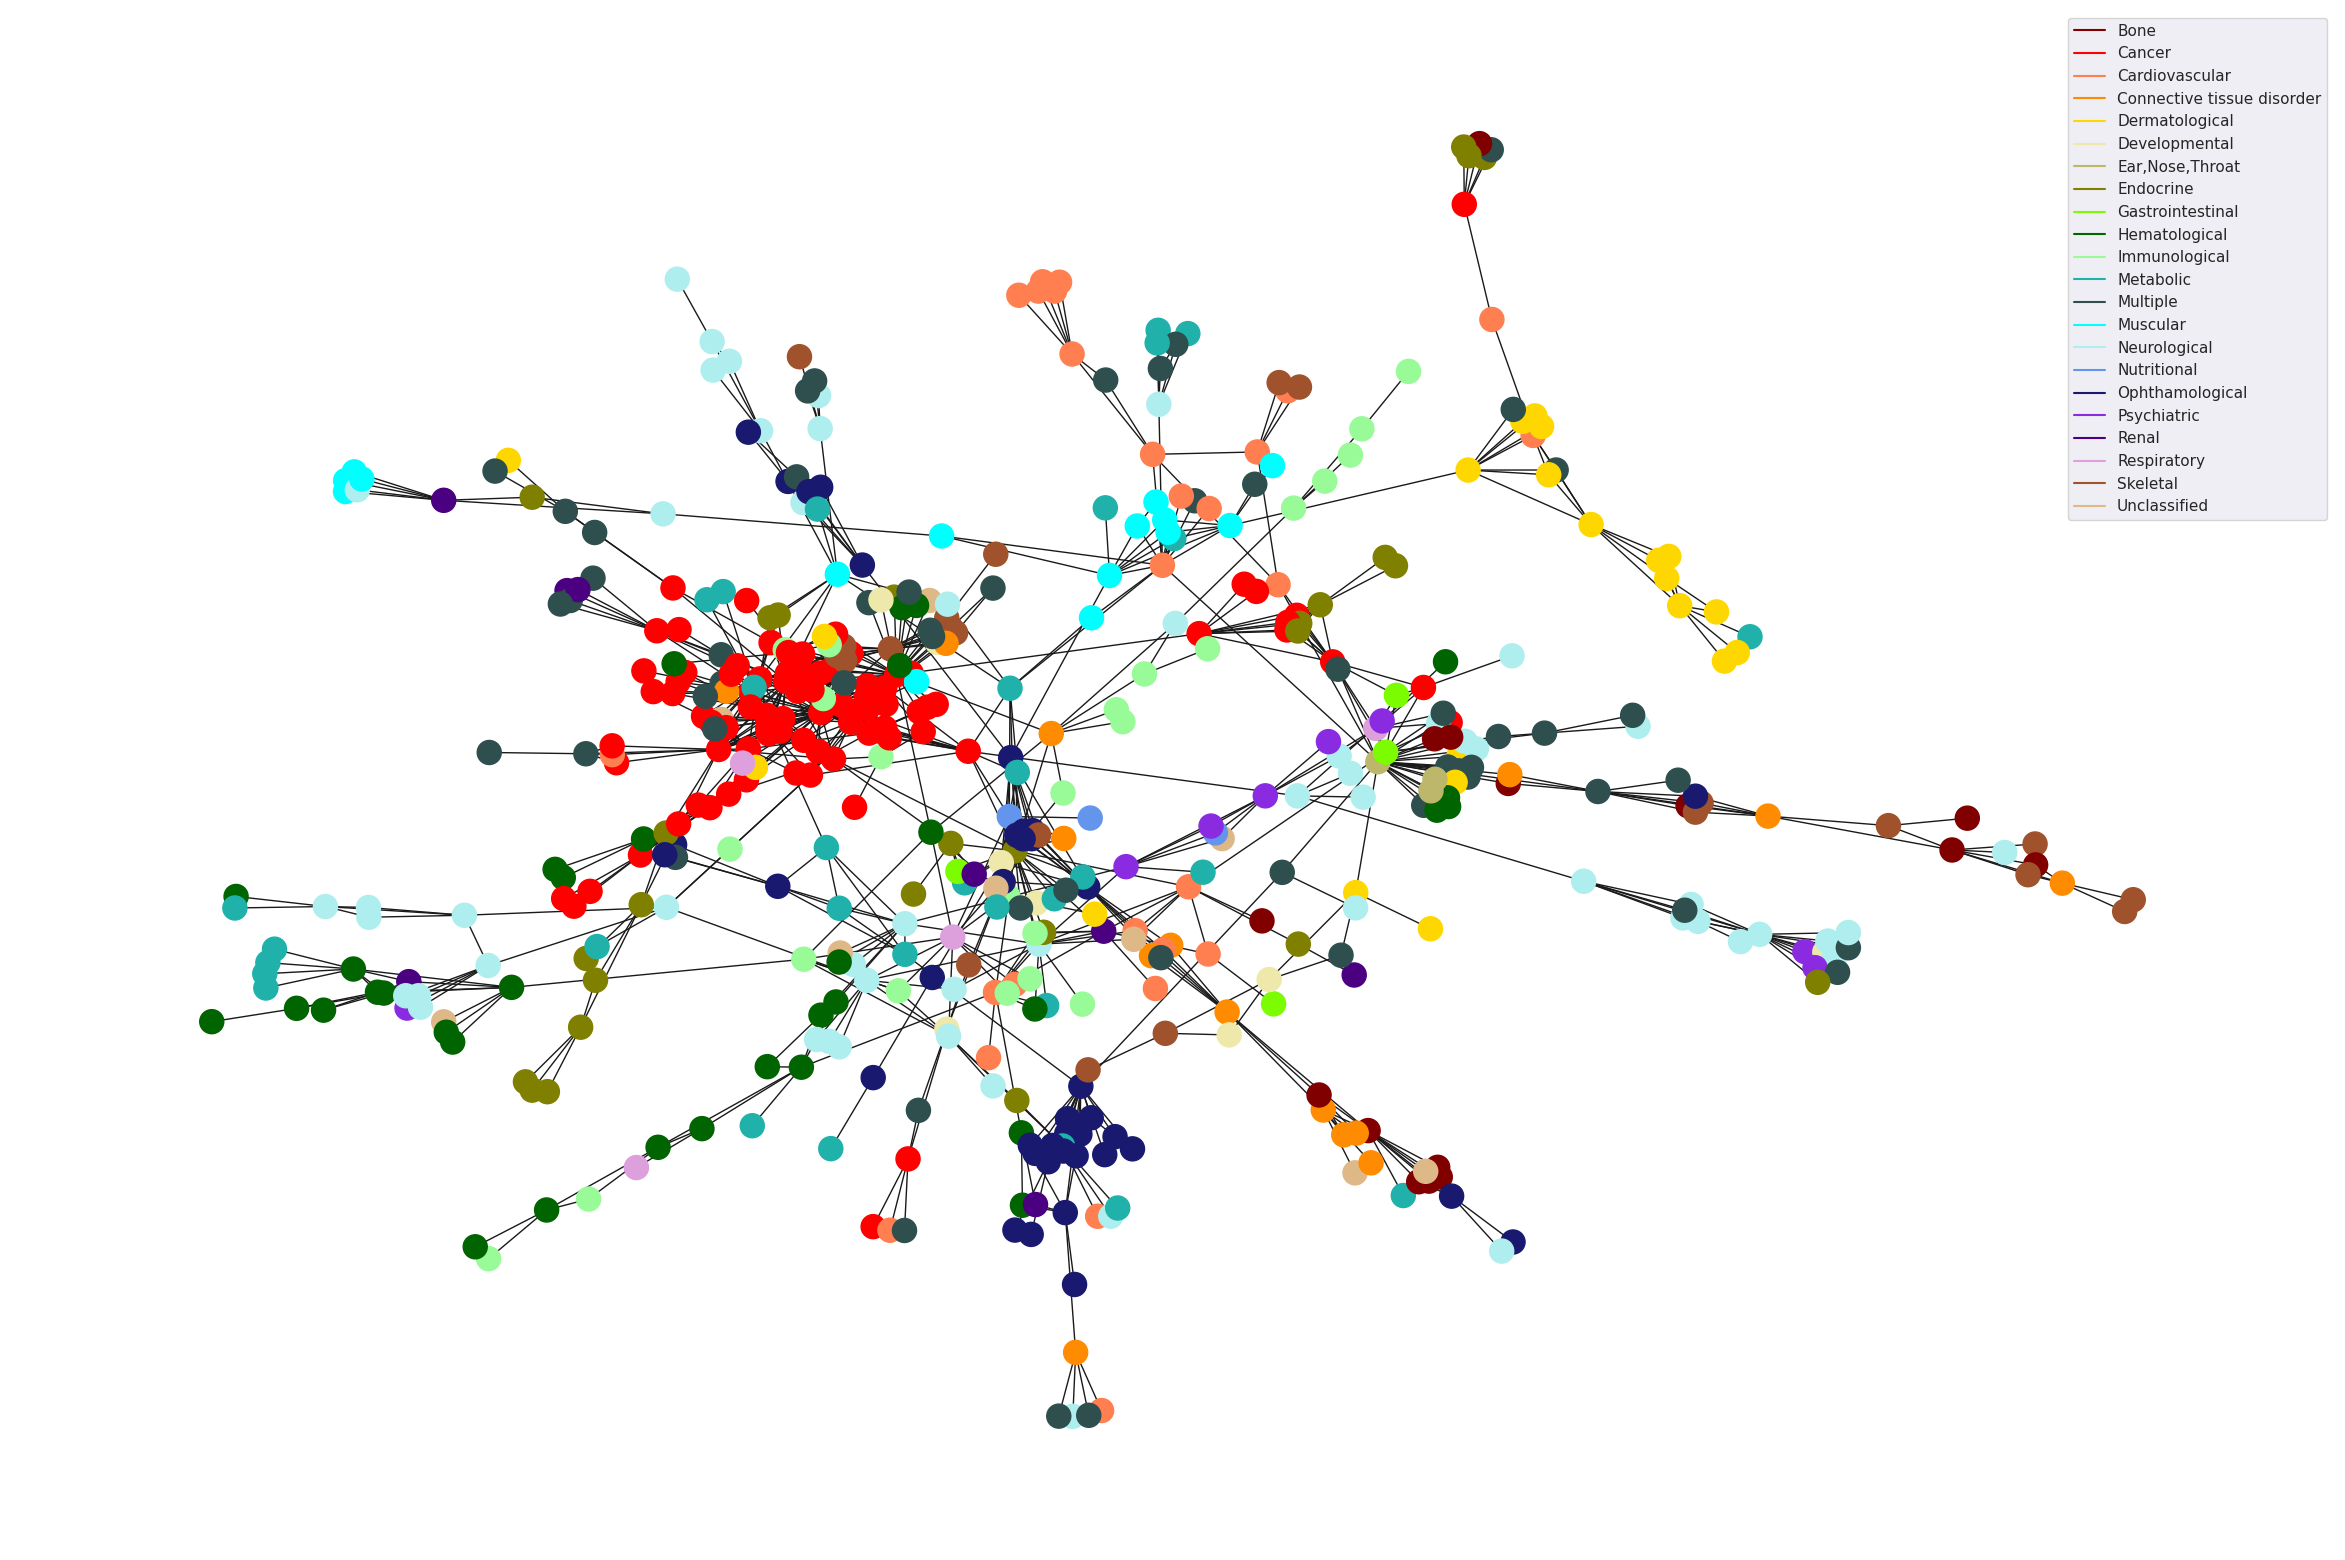 Bone
Cancer
Cardiovascular
Connective tissue disorder
Dermatological
Developmental
Ear,Nose,Throat
Endocrine
Gastrointestinal
Hematological
Immunological
Metabolic
Multiple
Muscular
Neurological
Nutritional
Ophthamological
Psychiatric
Renal
Respiratory
Skeletal
Unclassified